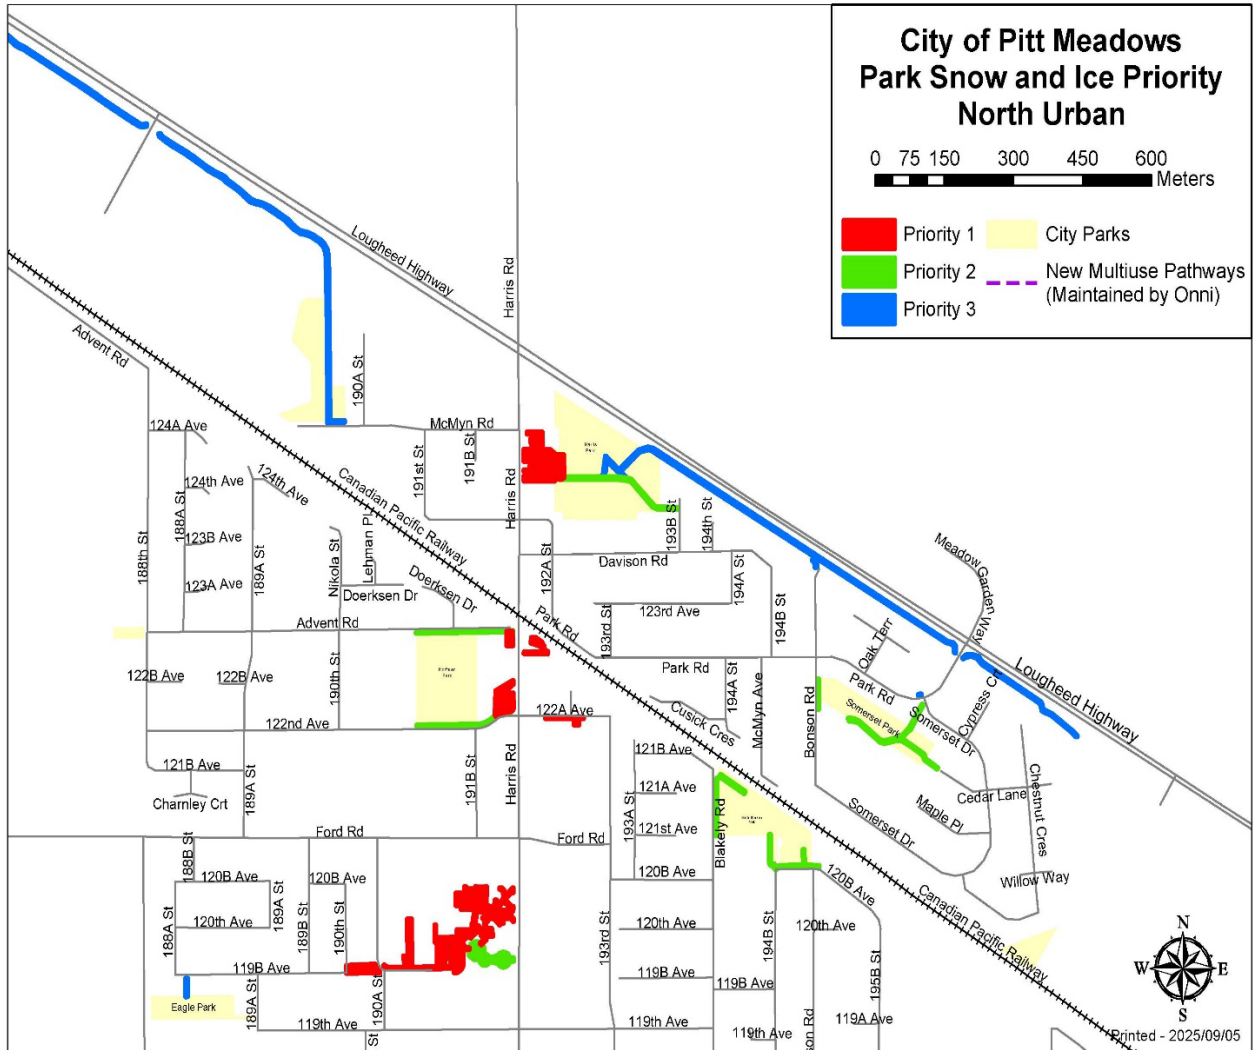 City of Pitt Meadows
Park Snow and Ice Priority
North Urban
0 75 150 300 450 600
Meters
Priority 1
City Parks
Priority 2
New Multiuse Pathways
(Maintained by Onni)
Priority 3
Lougheed Highway
Harris Rd
Advent Rd
190A St
McMyn Rd
124A Ave
191st St
191B St
124th Ave
124th Ave
188A St
Canadian Pacific Railway
Harris Rd
193B St
194th St
188th St
123B Ave
189A St
Nikola St
Lehman Pl
192A St
Davison Rd
194A St
Meadow Garden Way
123A Ave
Doerksen Dr
Doerksen Dr
123rd Ave
193rd St
194B St
Advent Rd
Park Rd
Oak Terr
Lougheed Highway
122B Ave
122B Ave
190th St
Park Rd
194A St
McMyn Ave
Bonson Rd
Park Rd
Cypress Crt
Somerset Park
Somerset Dr
122nd Ave
122A Ave
Cusick Cres
121B Ave
189A St
191B St
Harris Rd
121B Ave
Charnley Crt
121A Ave
Cedar Lane
Chestnut Cres
193A St
Blakely Rd
Maple Pl
Somerset Dr
Ford Rd
Ford Rd
121st Ave
188B St
120B Ave
120B Ave
120B Ave
120B Ave
Willow Way
188A St
189A St
189B St
190th St
120th Ave
193rd St
120th Ave
194B St
120th Ave
Canadian Pacific Railway
119B Ave
119B Ave
119B Ave
195B St
N
W E
S
Eagle Park
189A St
190A St
119th Ave
St
119th Ave
119th Ave
son Rd
119A Ave
Printed - 2025/09/05